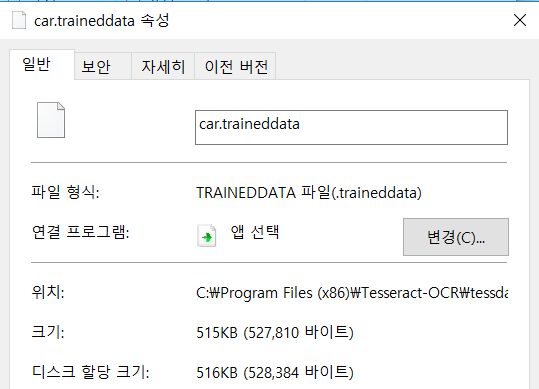 car.traineddata 속성
일반 보안 자세히 이전 버전
car.traineddata
파일 형식: TRAINEDDATA 파일(.traineddata)
연결 프로그램: 앱 선택 변경(C)...
위치: C:₩Program Files (x86)₩Tesseract-OCR₩tessda
크기: 515KB (527,810 바이트)
디스크 할당 크기: 516KB (528,384 바이트)